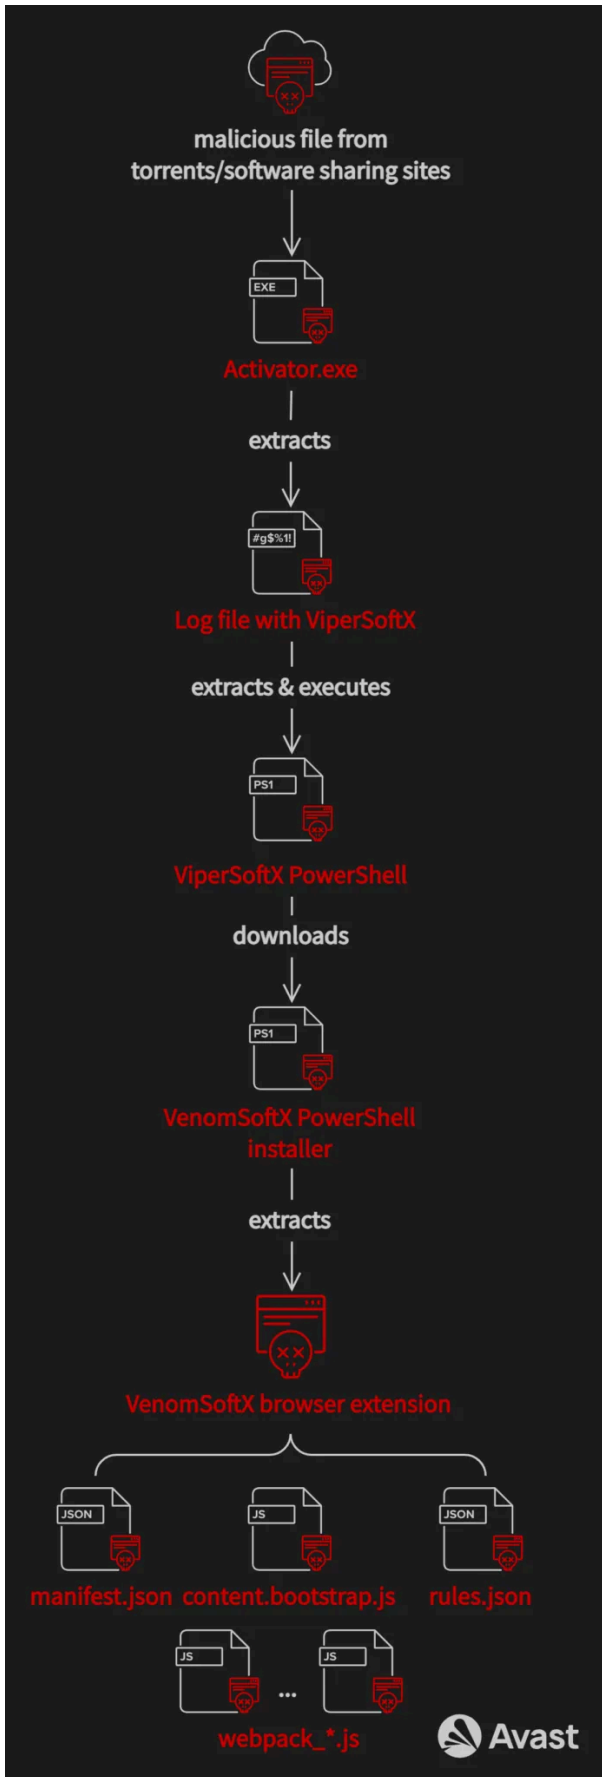 malicious file from
torrents/software sharing sites
EXE
Activator.exe
extracts
#g$%1!
Log file with ViperSoftX
extracts & executes
PS1
ViperSoftX PowerShell
downloads
PS1
VenomSoftX PowerShell
installer
extracts
VenomSoftX browser extension
JSON
JS
JSON
manifest.json content.bootstrap.js rules.json
JS
...
JS
webpack_*.js
Avast